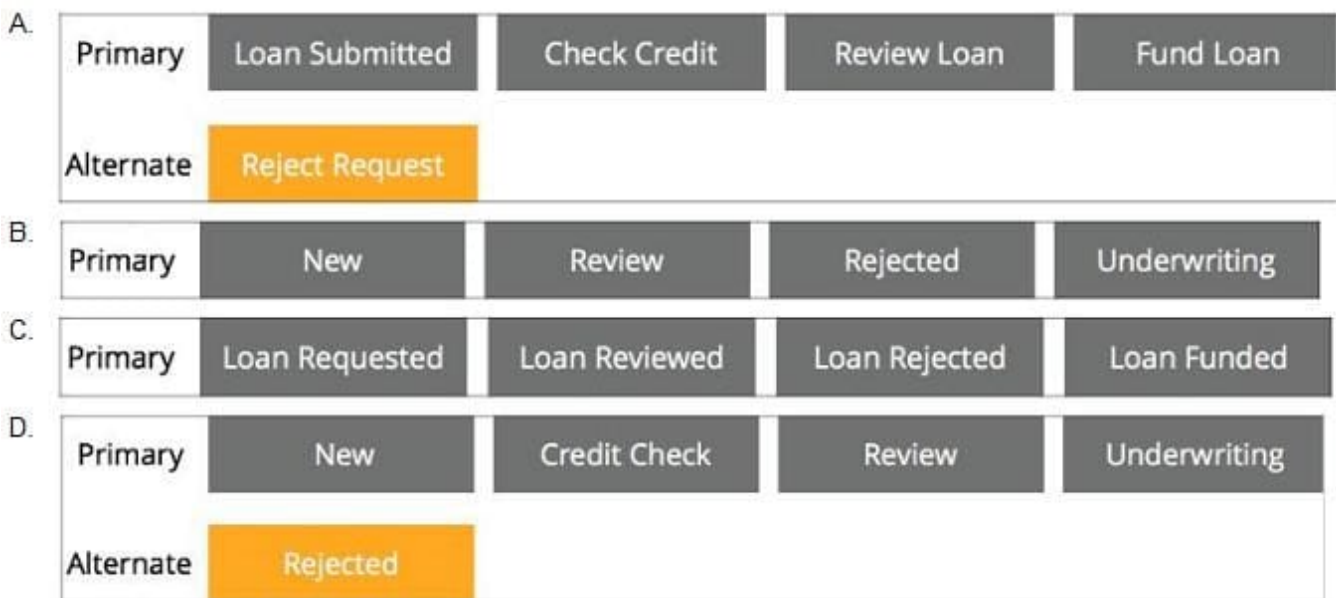 A.
Primary Loan Submitted Check Credit Review Loan Fund Loan
Alternate Reject Request
B.
Primary New Review Rejected Underwriting
C.
Primary Loan Requested Loan Reviewed Loan Rejected Loan Funded
D.
Primary New Credit Check Review Underwriting
Alternate Rejected